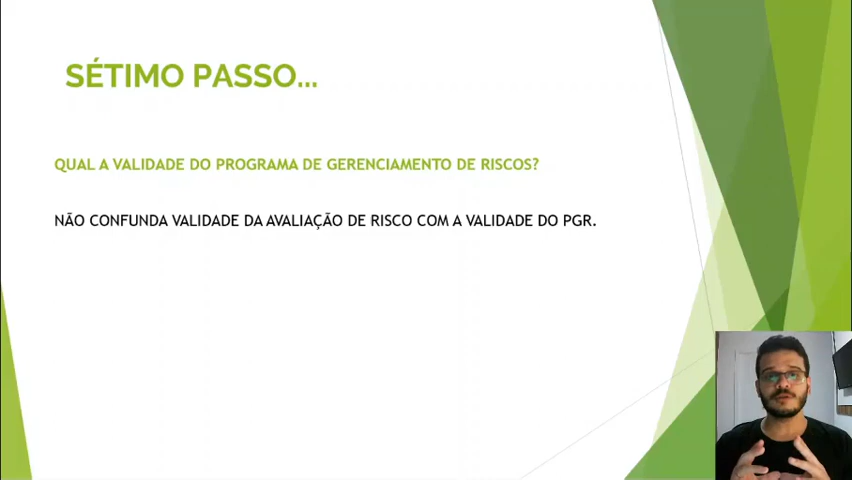 SÉTIMO PASSO...
QUAL A VALIDADE DO PROGRAMA DE GERENCIAMENTO DE RISCOS?
NÃO CONFUNDA VALIDADE DA AVALIAÇÃO DE RISCO COM A VALIDADE DO PGR.